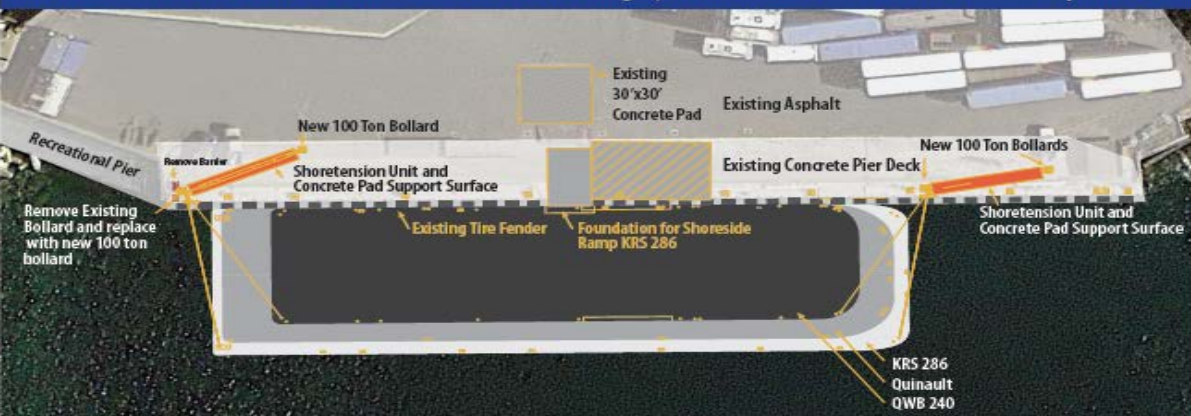 Existing
30'x30'
Concrete Pad
Existing Asphalt
New 100 Ton Bollard
Recreational Pier
Remove Barrier
Shoretension Unit and
Concrete Pad Support Surface
Existing Concrete Pier Deck
New 100 Ton Bollards
Remove Existing
Bollard and replace
with new 100 ton
bollard
Existing Tire Fender
Foundation for Shoreside
Ramp KRS 286
Shoretension Unit and
Concrete Pad Support Surface
KRS 286
Quinault
QWB 240